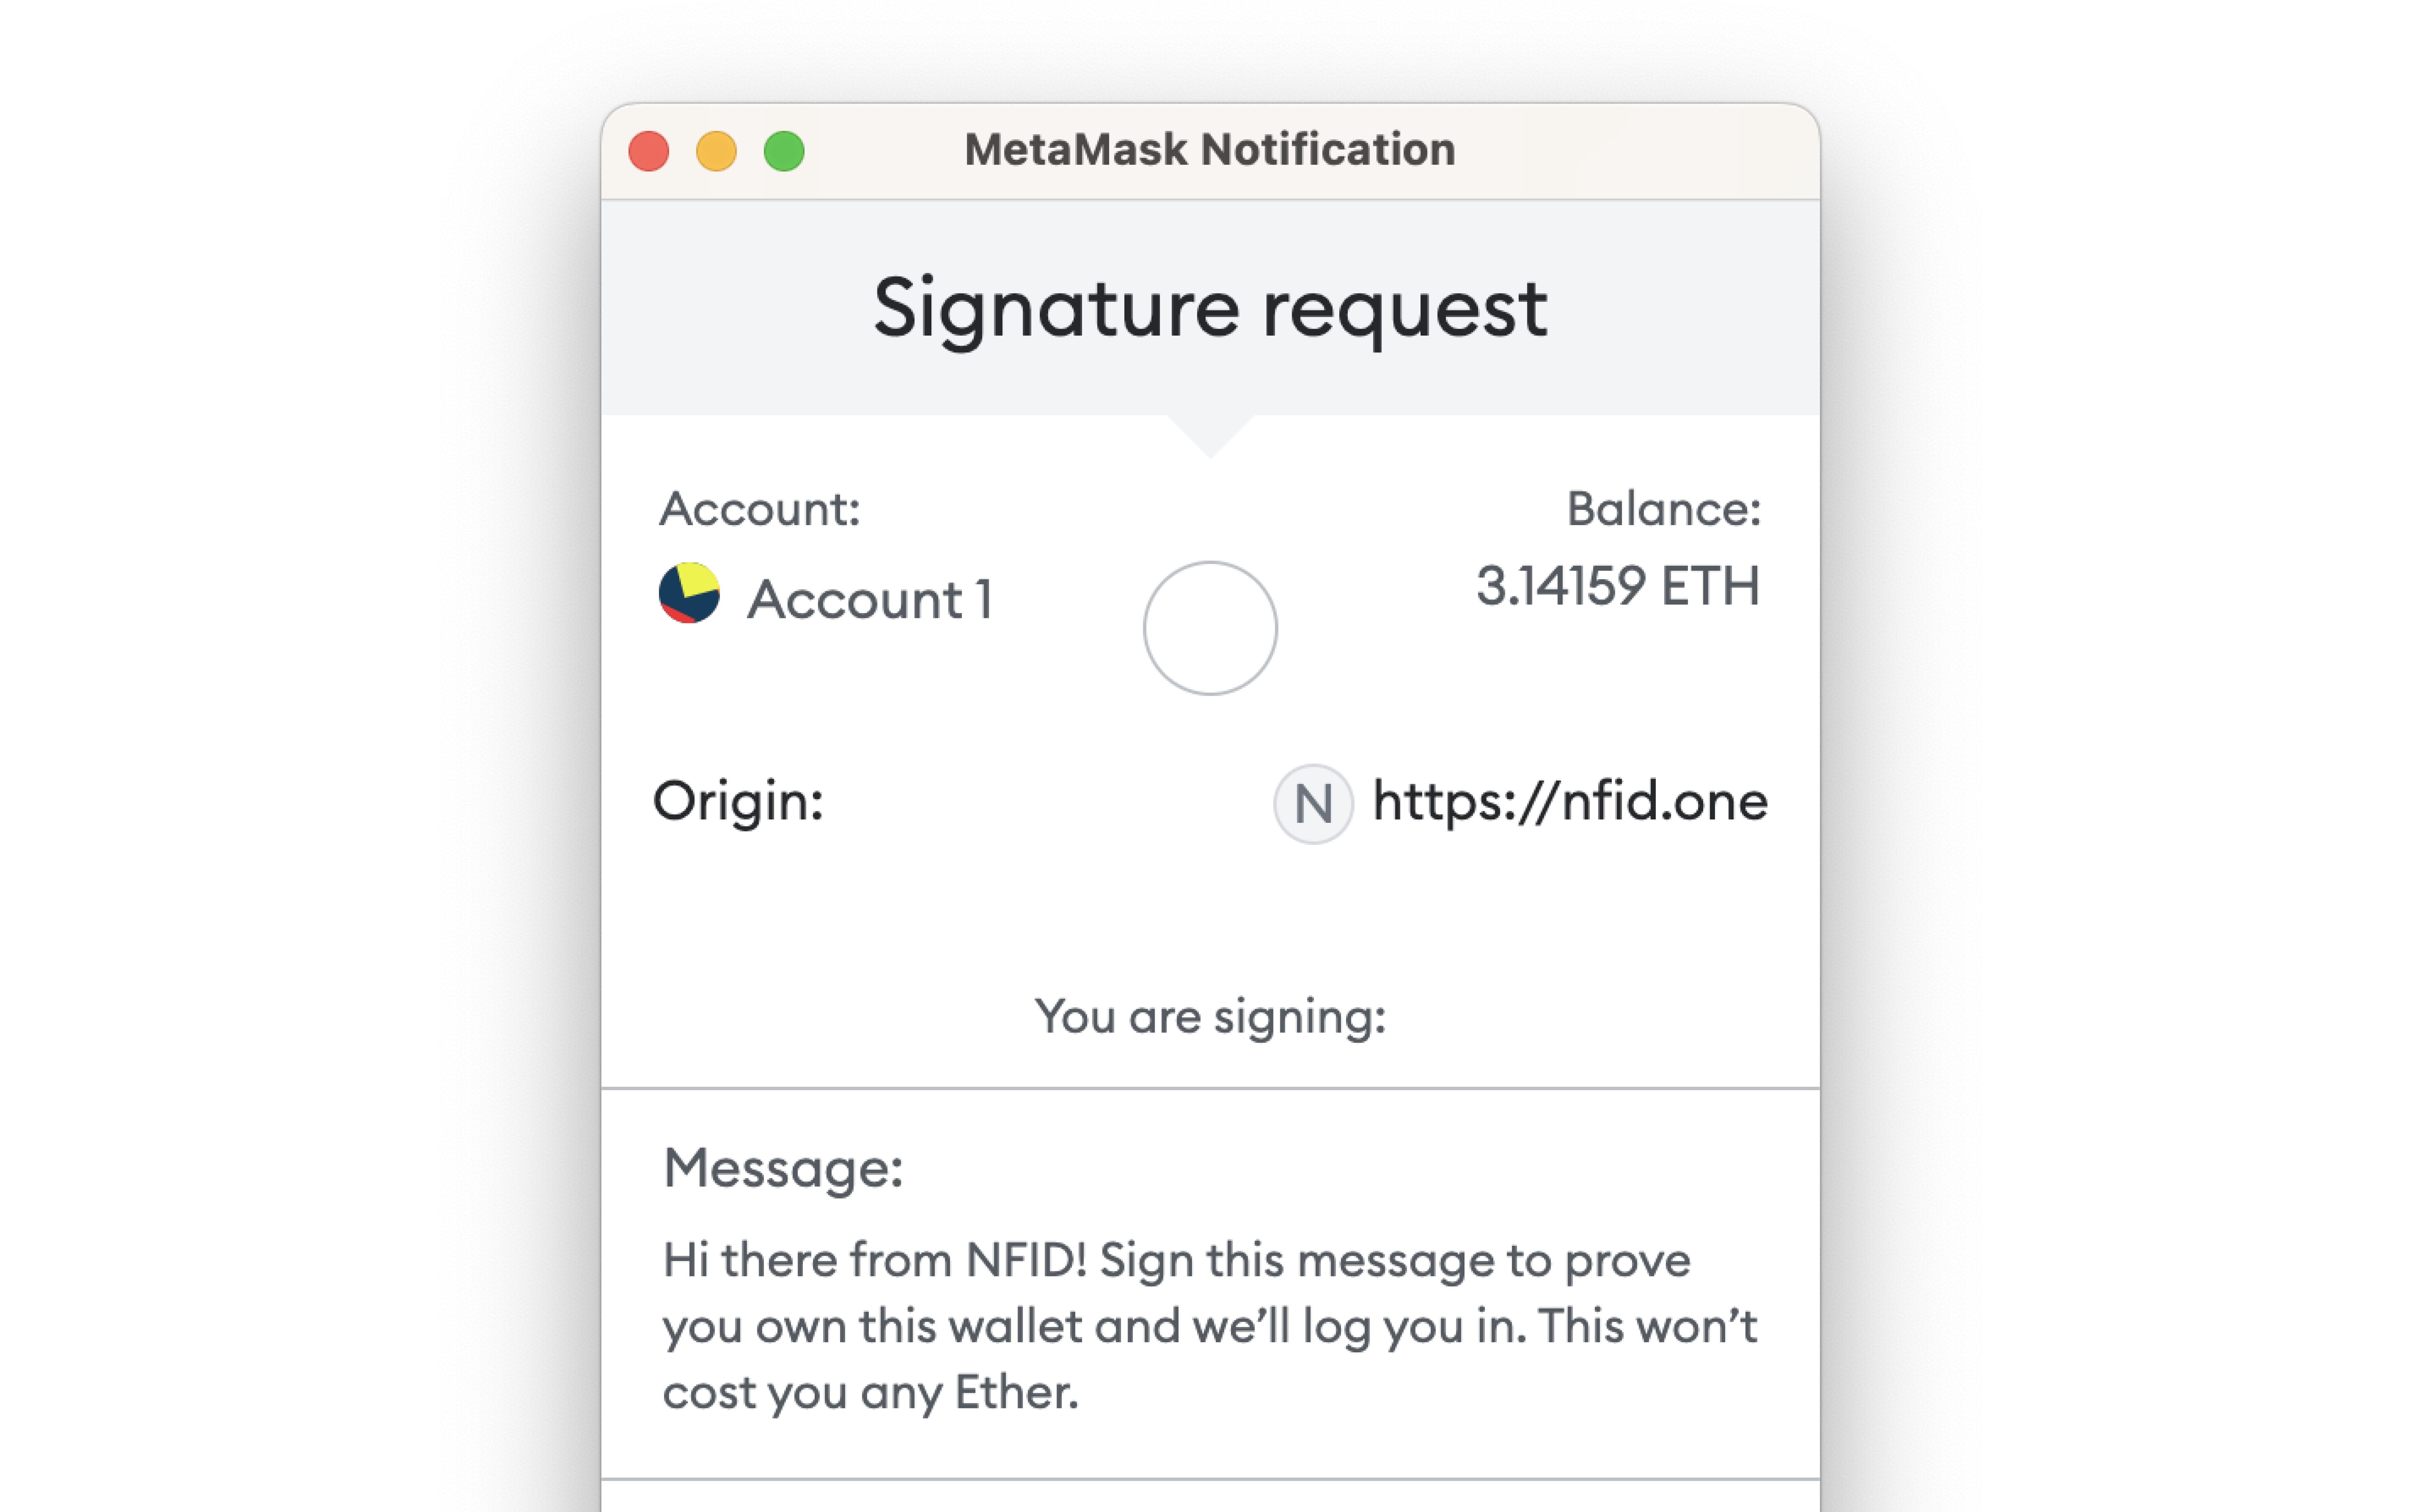 MetaMask Notification
Signature request
Account:
Balance:
Account 1
3.14159 ETH
Origin:
N https://nfid.one
You are signing:
Message:
Hi there from NFID! Sign this message to prove
you own this wallet and we’ll log you in. This won’t
cost you any Ether.